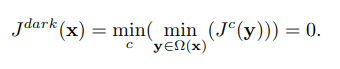 J^{dark}(𝐱) = min_c( min_{𝐲∈Ω(𝐱)} (J^c(𝐲))) = 0.